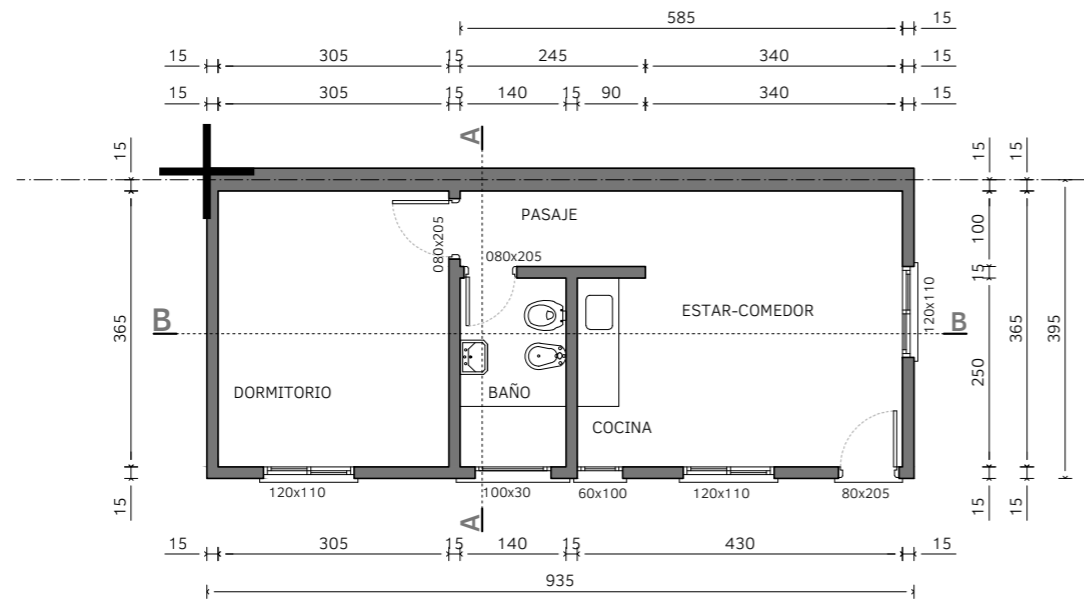 585 15
15 305 15 245 340 15
15 305 15 140 15 90 340 15
A
15 15 15
PASAJE
080x205
080x205
100
15
120x110
365
B
ESTAR-COMEDOR
B
365
395
250
DORMITORIO
BAÑO
COCINA
120x110 100x30 60x100 120x110 80x205
15 15 15
A
15 305 15 140 15 430 15
935